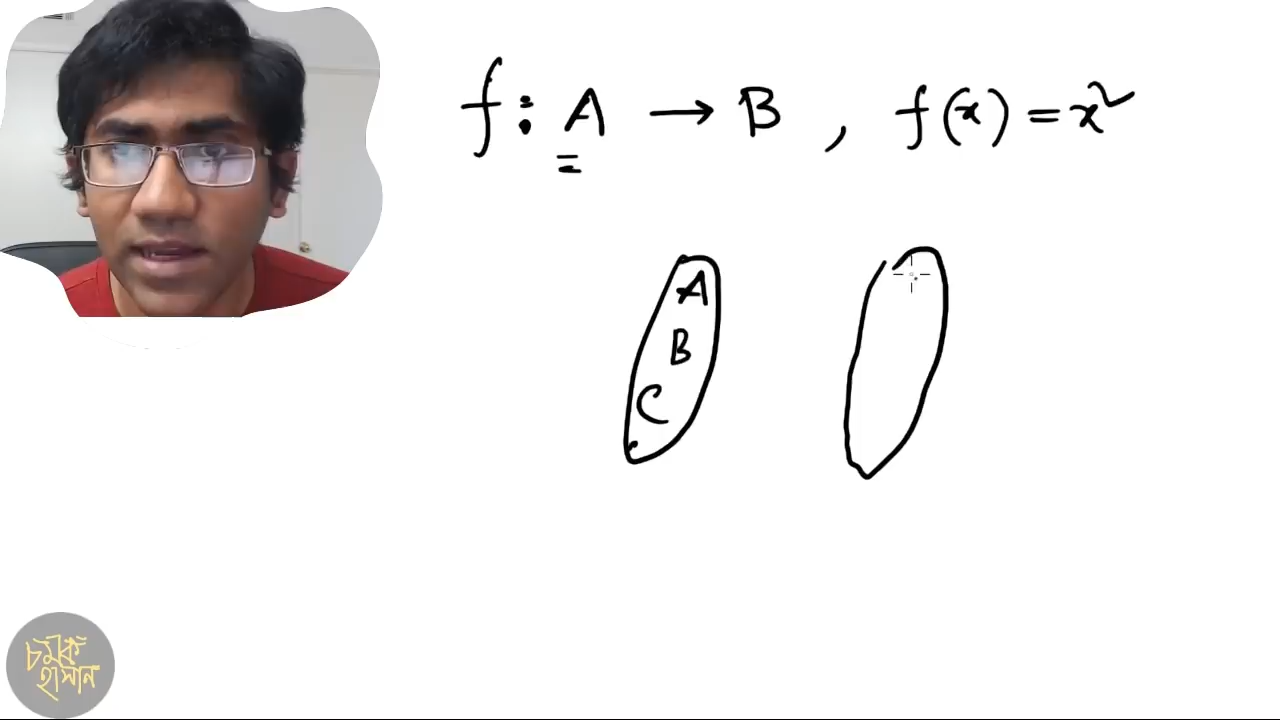 f: A → B , f(x) = x²
A
B
C
চমক
হাসান